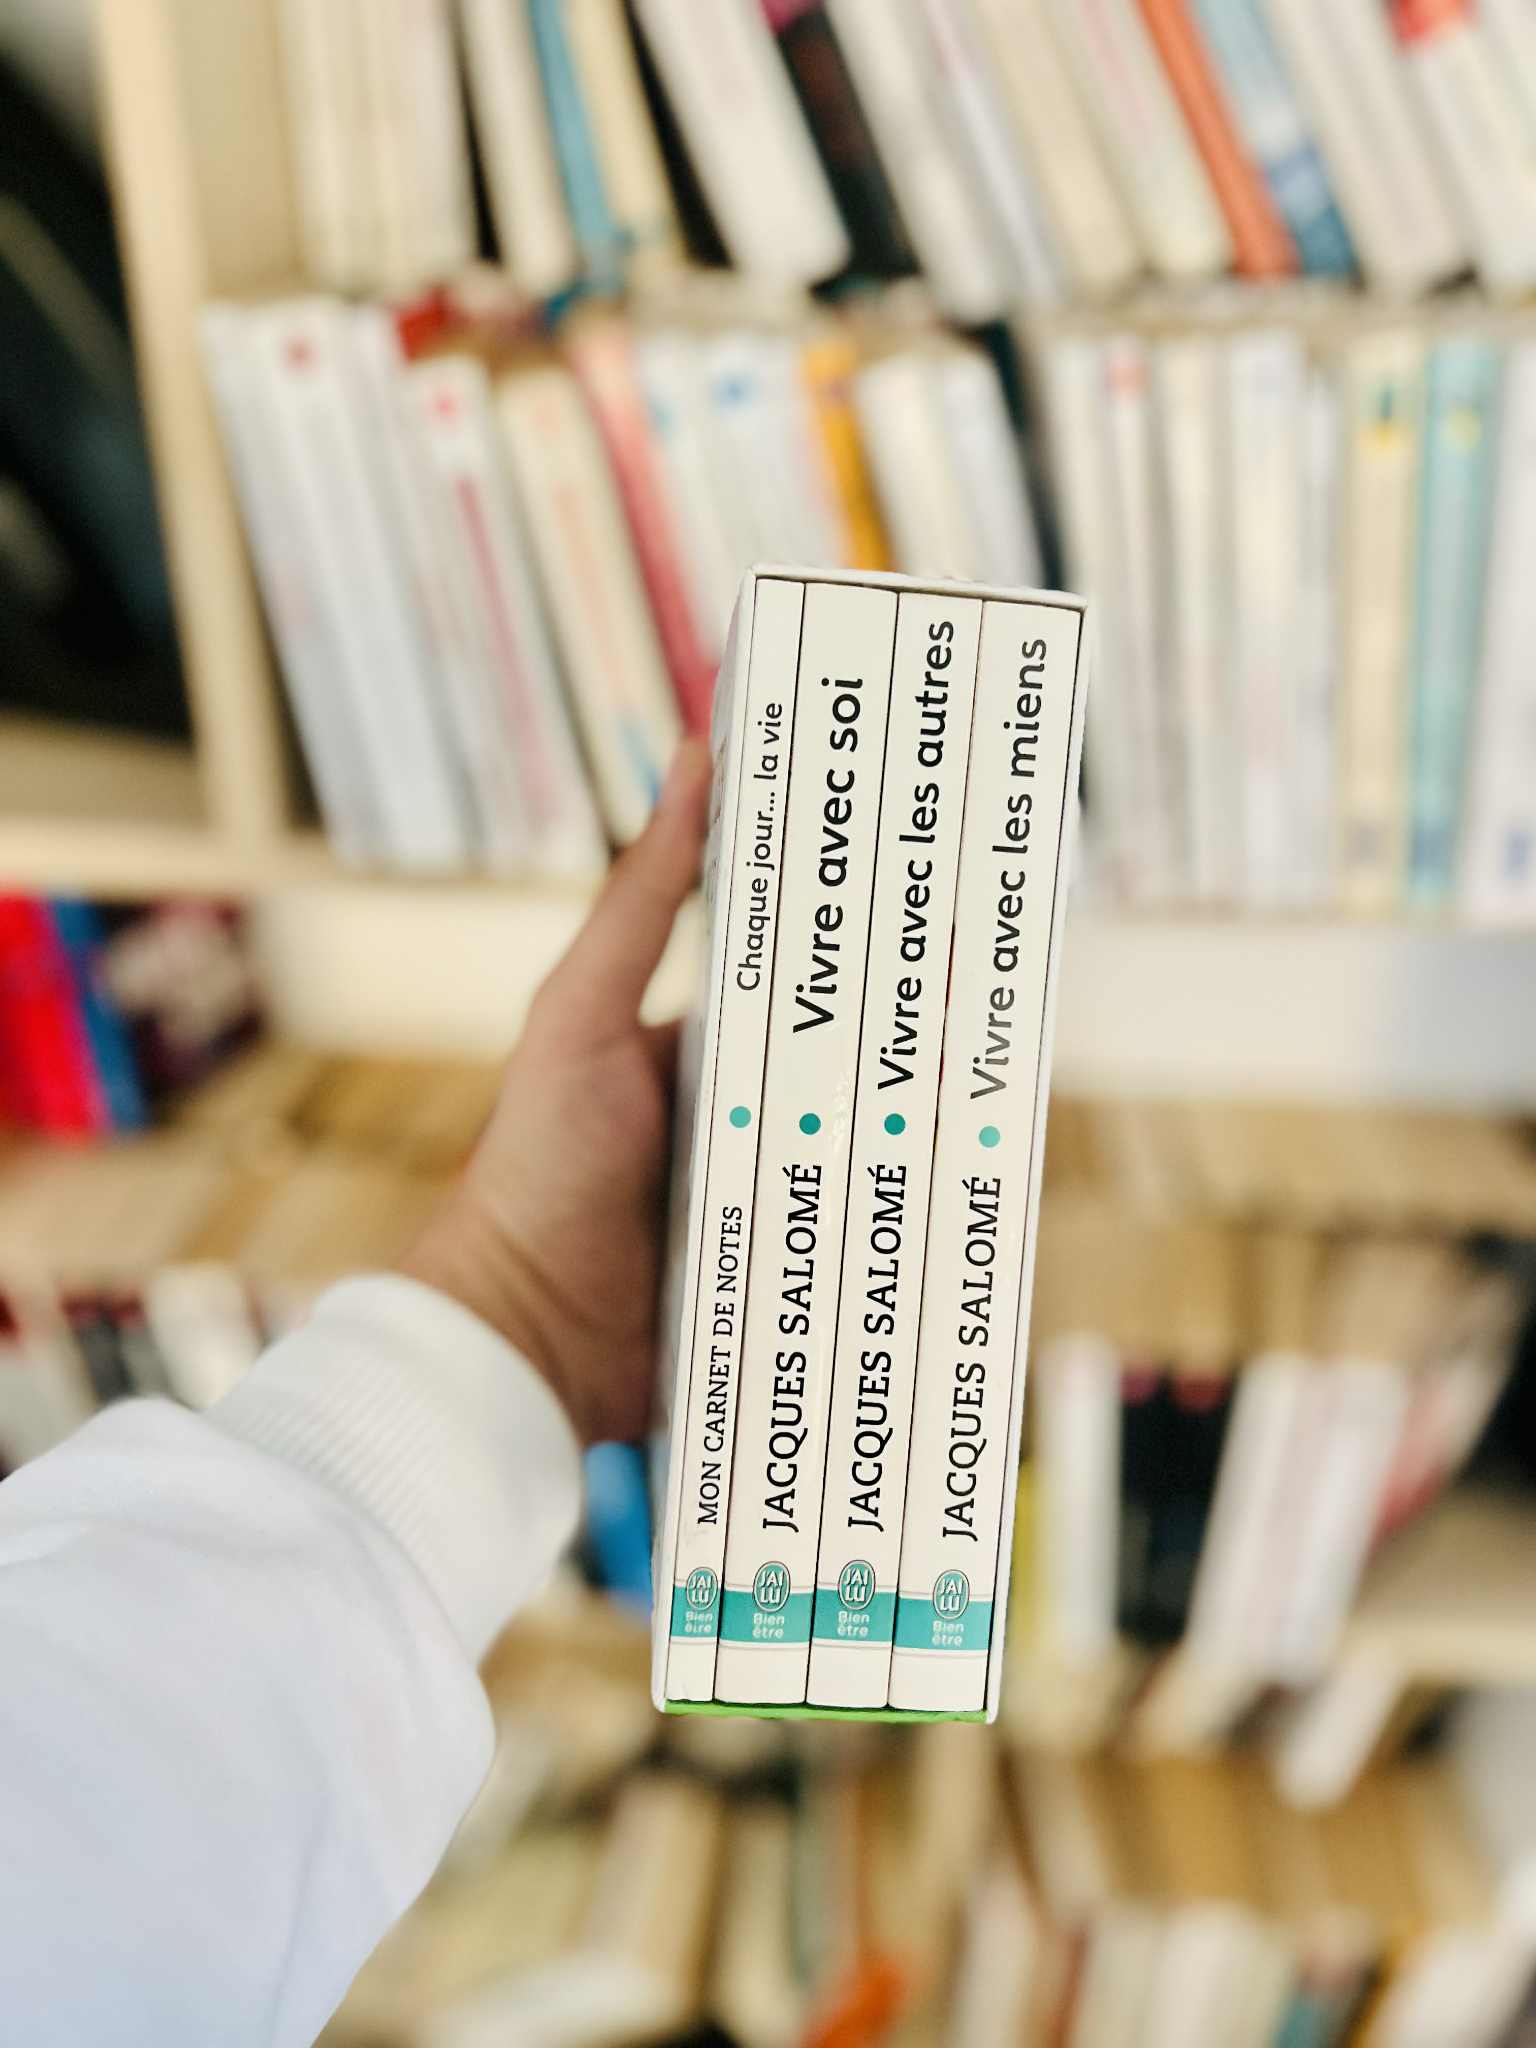 MON CARNET DE NOTES • Chaque jour... la vie
J'AI
LU
Bien
être
JACQUES SALOMÉ • Vivre avec soi
J'AI
LU
Bien
être
JACQUES SALOMÉ • Vivre avec les autres
J'AI
LU
Bien
être
JACQUES SALOMÉ • Vivre avec les miens
J'AI
LU
Bien
être